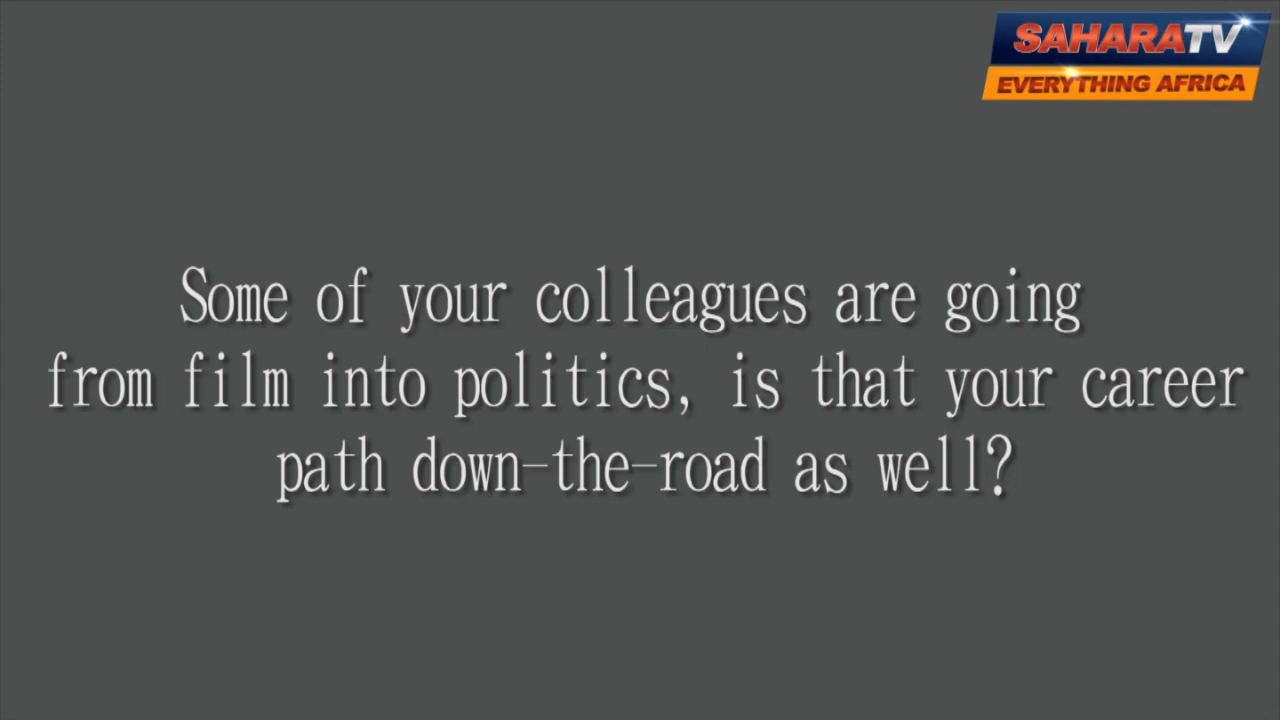 SAHARATV
EVERYTHING AFRICA
Some of your colleagues are going
from film into politics, is that your career
path down-the-road as well?